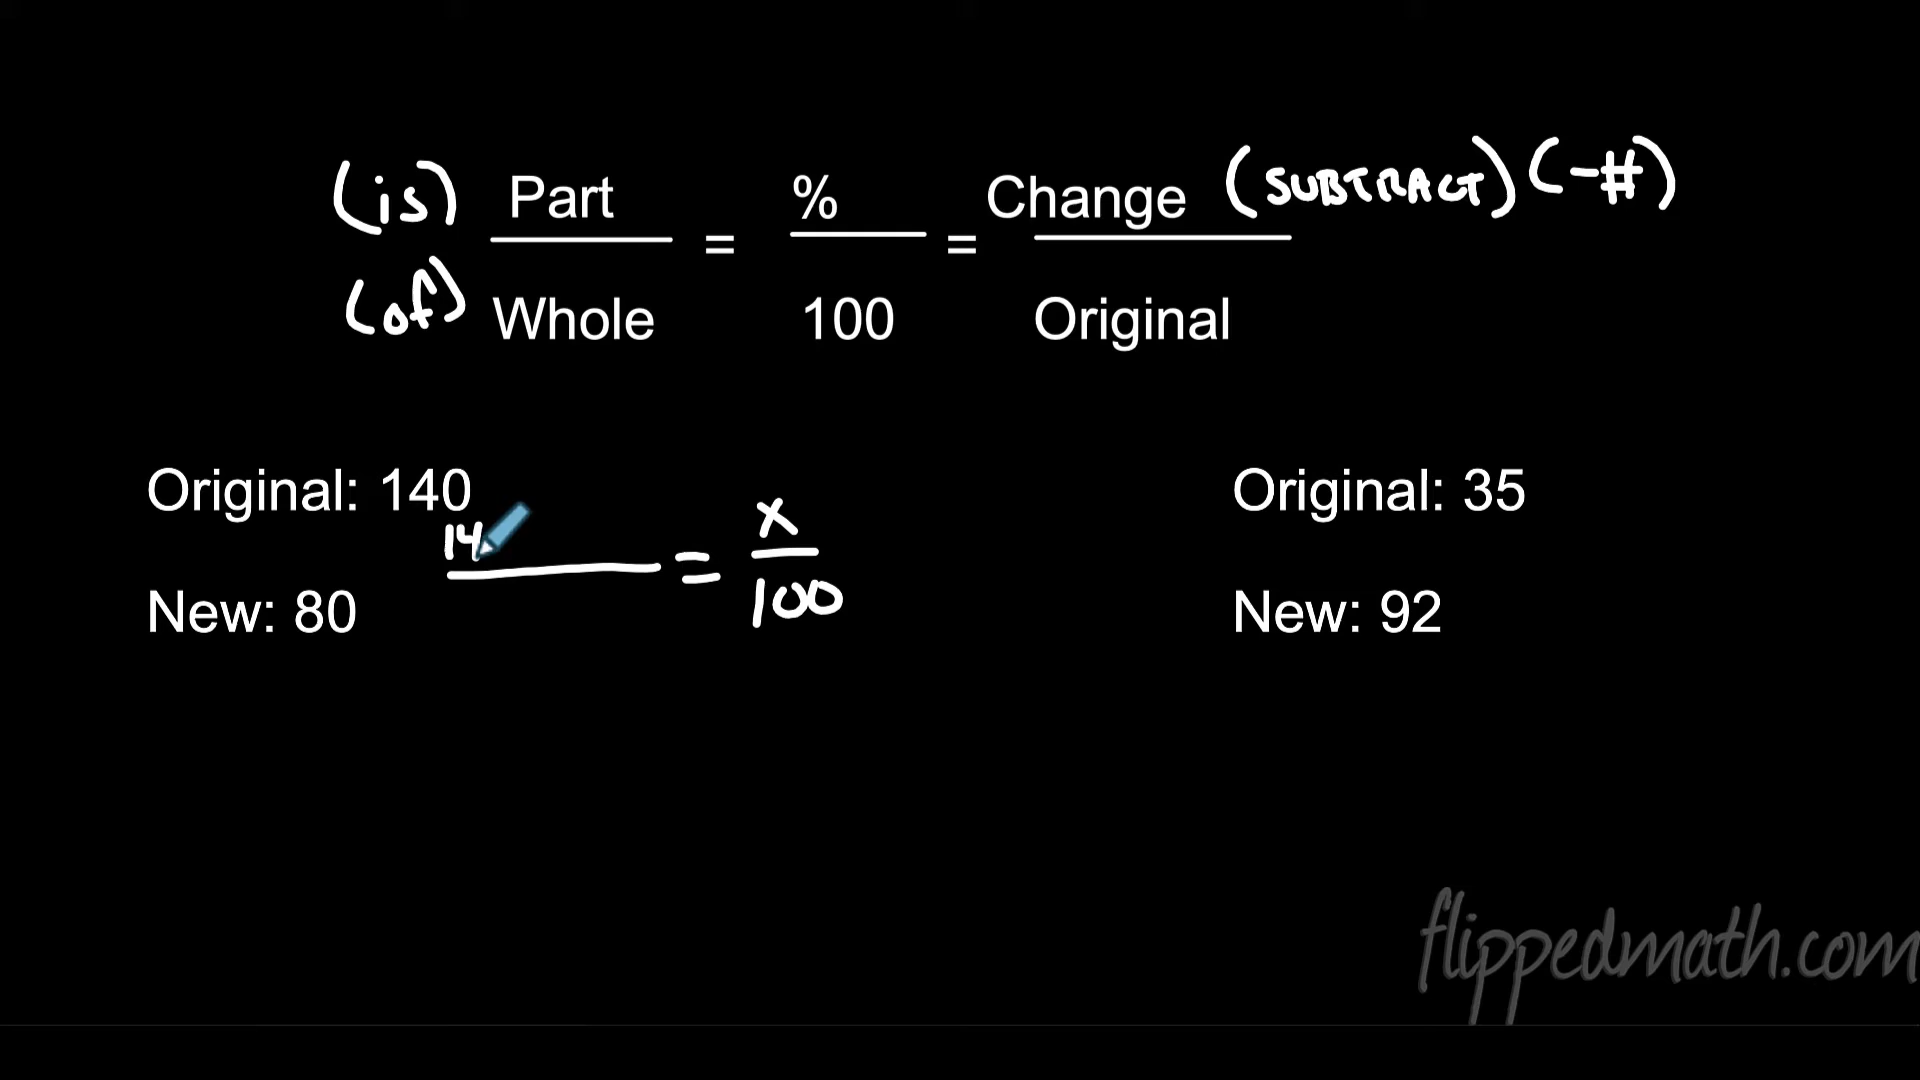 (is) Part % Change (SUBTRACT) (-#)
= =
(of) Whole 100 Original
Original: 140
New: 80
14 = x
100
Original: 35
New: 92
flippedmath.com